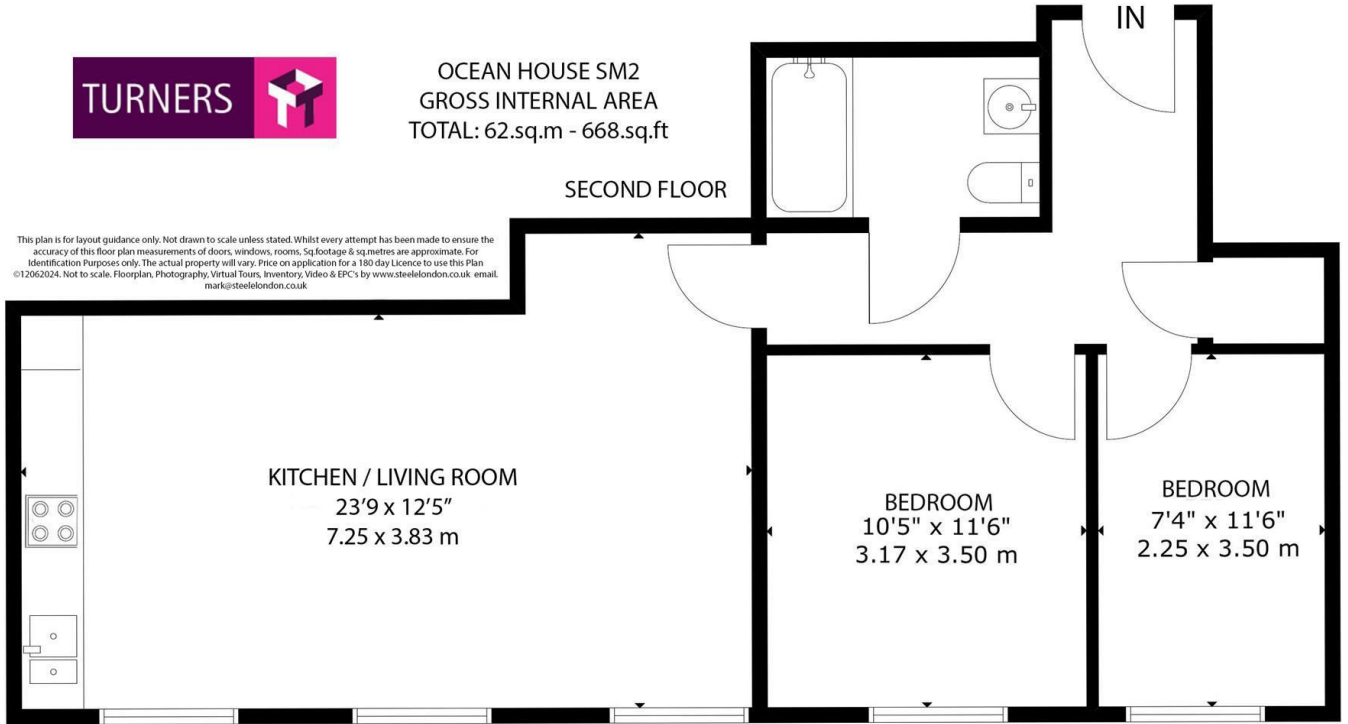 IN
TURNERS
OCEAN HOUSE SM2
GROSS INTERNAL AREA
TOTAL: 62.sq.m - 668.sq.ft
SECOND FLOOR
This plan is for layout guidance only. Not drawn to scale unless stated. Whilst every attempt has been made to ensure the
accuracy of this floor plan measurements of doors, windows, rooms, Sq.footage & sq.metres are approximate. For
Identification Purposes only. The actual property will vary. Price on application for a 180 day Licence to use this Plan
©12062024. Not to scale. Floorplan, Photography, Virtual Tours, Inventory, Video & EPC's by www.steelelondon.co.uk email.
mark@steelelondon.co.uk
KITCHEN / LIVING ROOM
23'9 x 12'5"
7.25 x 3.83 m
BEDROOM
10'5" x 11'6"
3.17 x 3.50 m
BEDROOM
7'4" x 11'6"
2.25 x 3.50 m